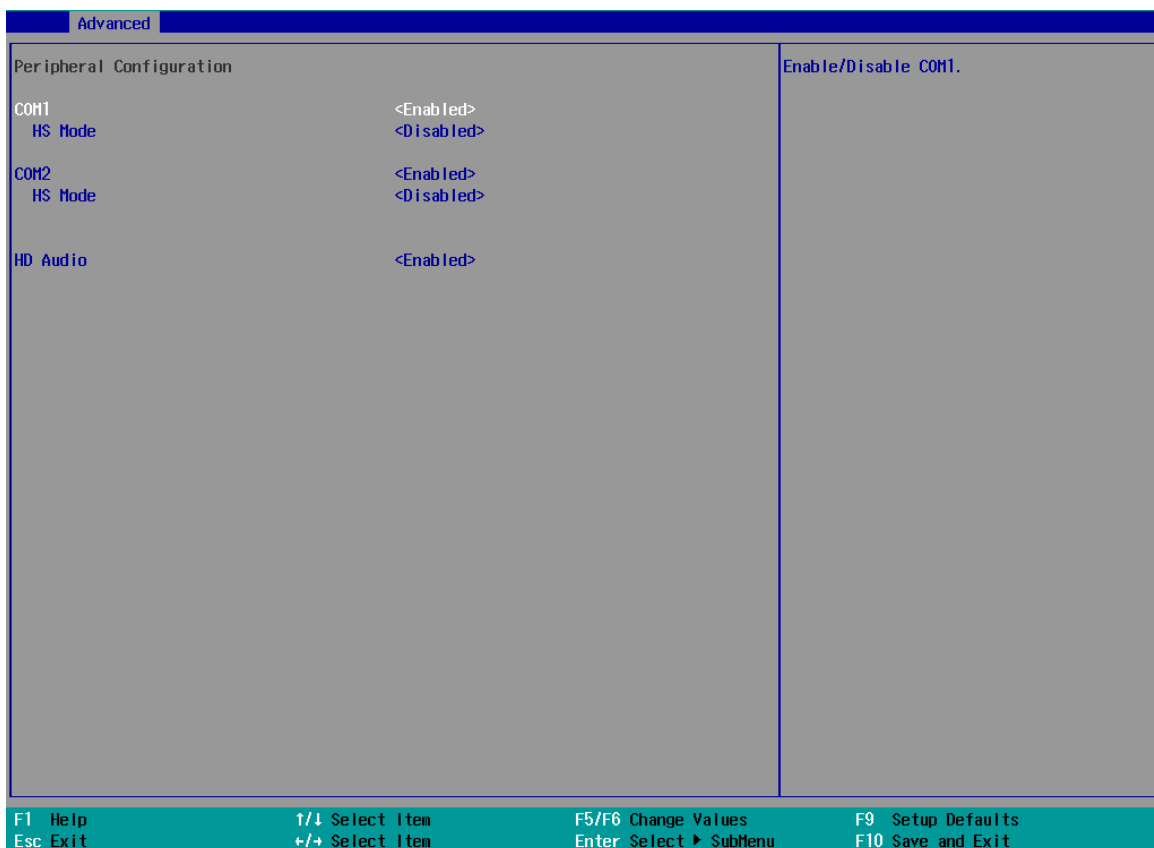 Advanced
Peripheral Configuration
Enable/Disable COM1.
COM1 <Enabled>
HS Mode <Disabled>
COM2 <Enabled>
HS Mode <Disabled>
HD Audio <Enabled>
F1 Help ↑/↓ Select Item F5/F6 Change Values F9 Setup Defaults
Esc Exit ←/→ Select Item Enter Select ▶ SubMenu F10 Save and Exit